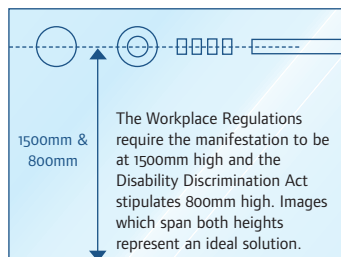 1500mm &
800mm
The Workplace Regulations
require the manifestation to be
at 1500mm high and the
Disability Discrimination Act
stipulates 800mm high. Images
which span both heights
represent an ideal solution.